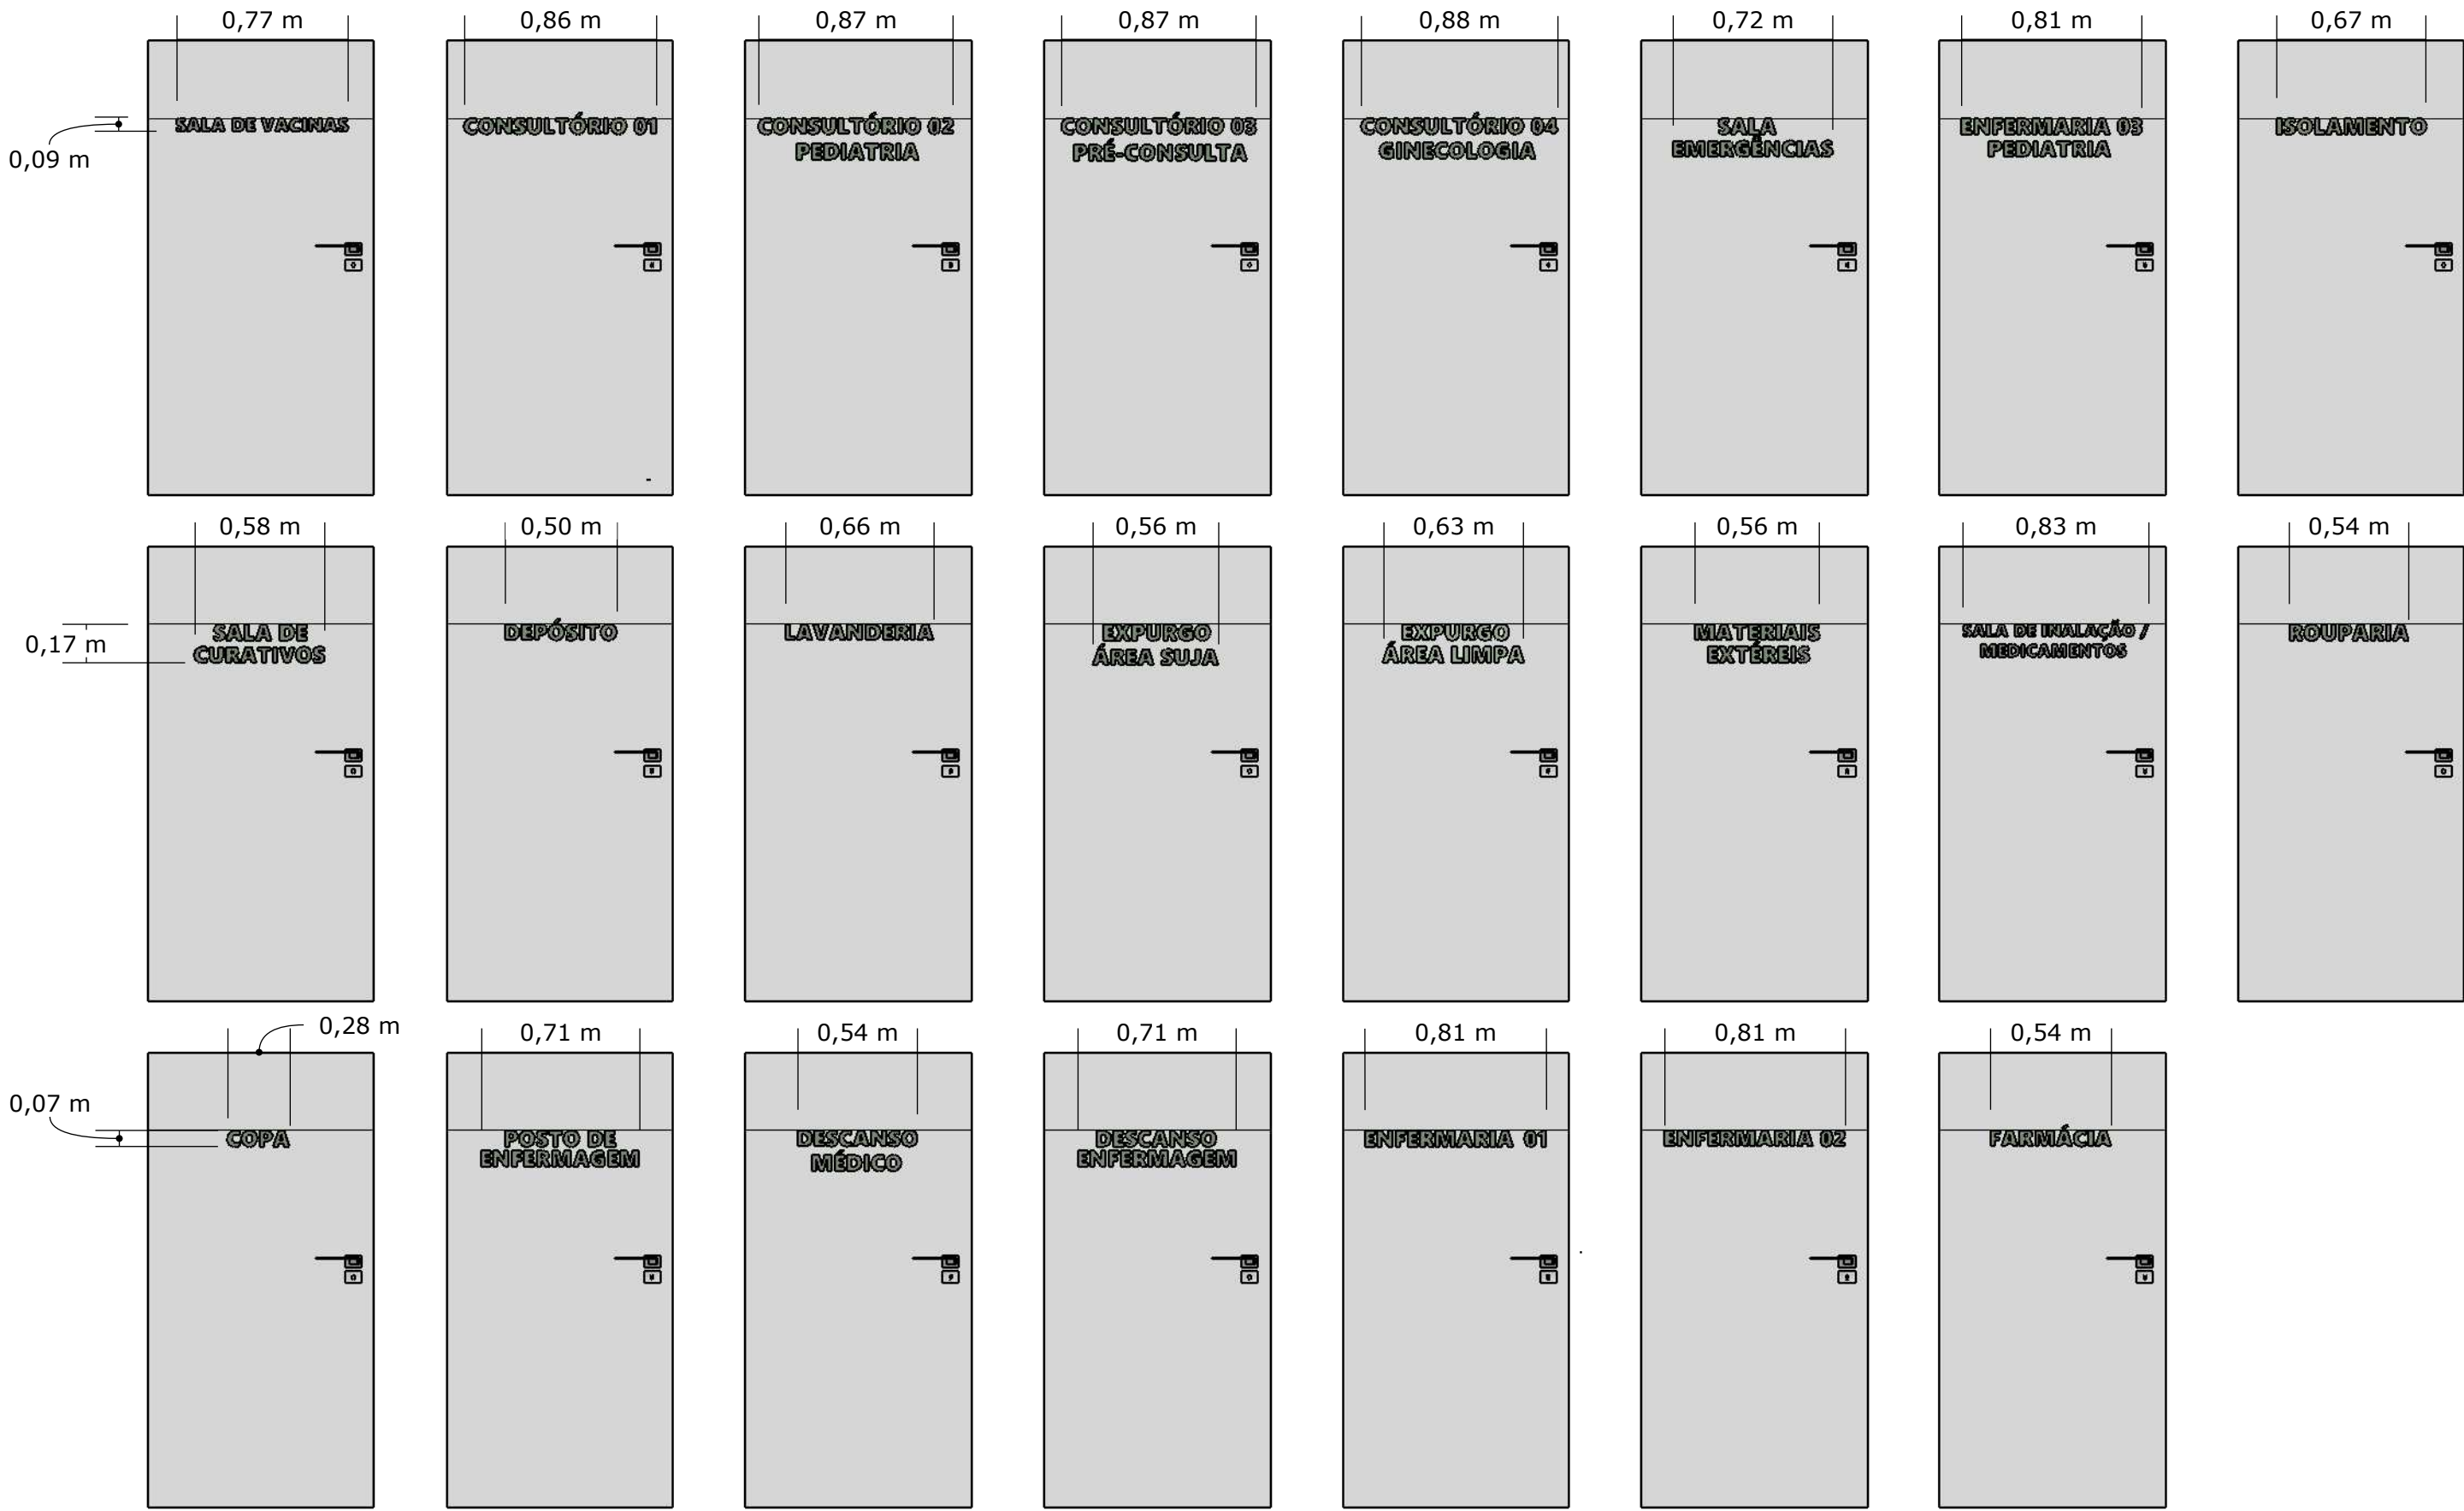 0,77 m
0,86 m
0,87 m
0,87 m
0,88 m
0,72 m
0,81 m
0,67 m
0,09 m
SALA DE VACINAS
CONSULTÓRIO 01
CONSULTÓRIO 02
PEDIATRIA
CONSULTÓRIO 03
PRÉ-CONSULTA
CONSULTÓRIO 04
GINECOLOGIA
SALA
EMERGÊNCIAS
ENFERMARIA 03
PEDIATRIA
ISOLAMENTO
0,58 m
0,50 m
0,66 m
0,56 m
0,63 m
0,56 m
0,83 m
0,54 m
0,17 m
SALA DE
CURATIVOS
DEPÓSITO
LAVANDERIA
EXPURGO
ÁREA SUJA
EXPURGO
ÁREA LIMPA
MATERIAIS
EXTÉREIS
SALA DE INALAÇÃO /
MEDICAMENTOS
ROUPARIA
0,28 m
0,71 m
0,54 m
0,71 m
0,81 m
0,81 m
0,54 m
0,07 m
COPA
POSTO DE
ENFERMAGEM
DESCANSO
MÉDICO
DESCANSO
ENFERMAGEM
ENFERMARIA 01
ENFERMARIA 02
FARMÁCIA